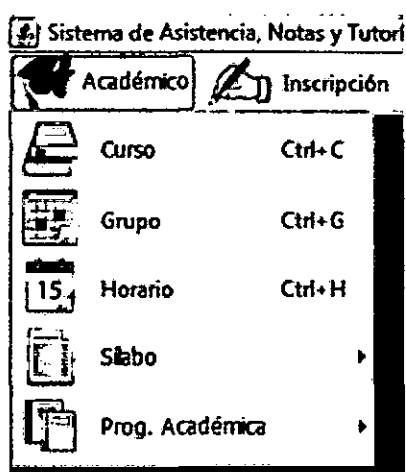 Sistema de Asistencia, Notas y Tutorí
Académico Inscripción
Curso Ctrl+C
Grupo Ctrl+G
15 Horario Ctrl+H
Sílabo
Prog. Académica